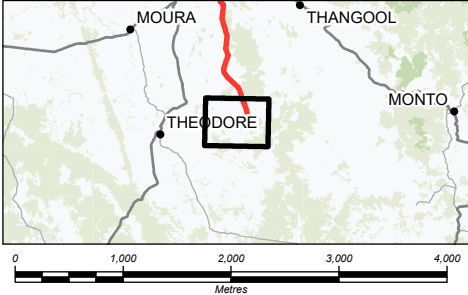 MOURA
THANGOOL
MONTO
THEODORE
0 1,000 2,000 3,000 4,000
Metres